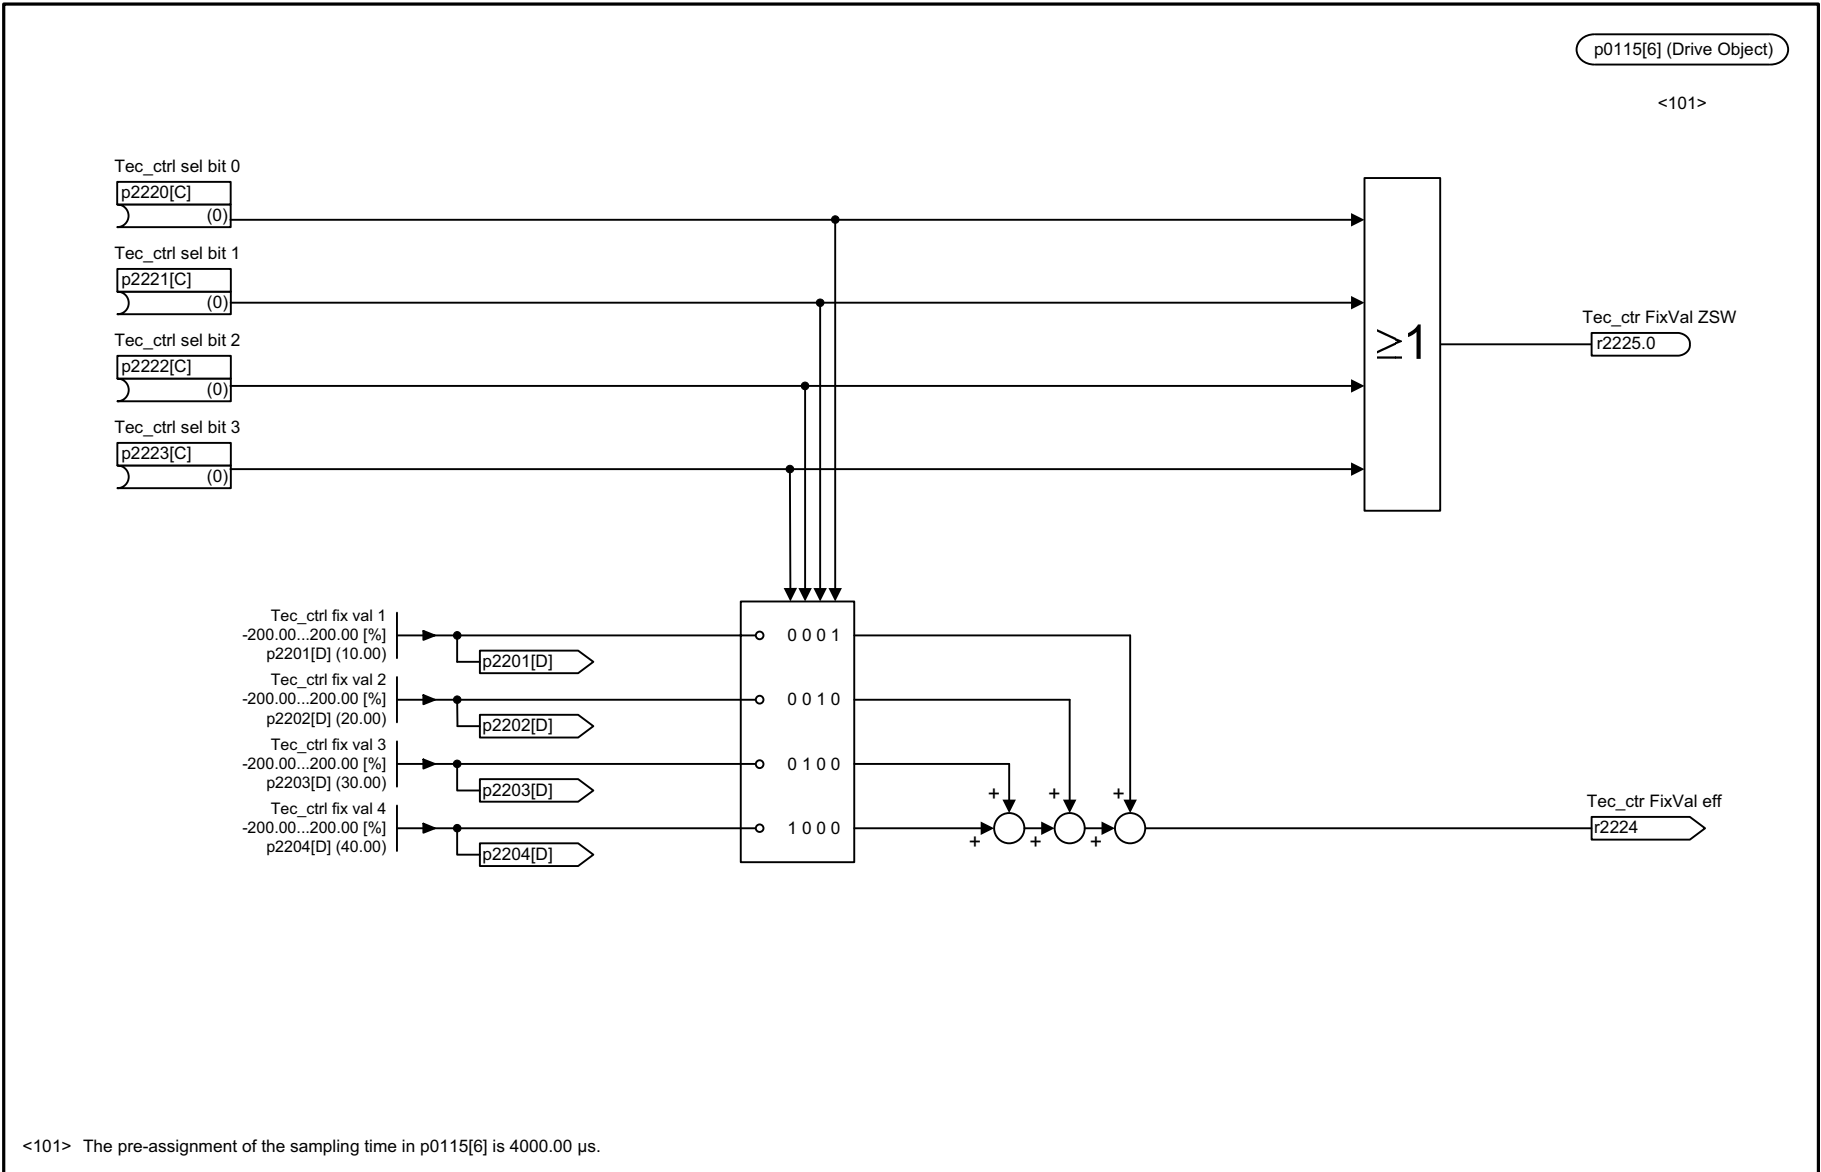 p0115[6] (Drive Object)
<101>
Tec_ctrl sel bit 0
p2220[C]
(0)
Tec_ctrl sel bit 1
p2221[C]
(0)
Tec_ctrl sel bit 2
p2222[C]
(0)
Tec_ctrl sel bit 3
p2223[C]
(0)
≥1
Tec_ctr FixVal ZSW
r2225.0
Tec_ctrl fix val 1
-200.00...200.00 [%]
p2201[D] (10.00)
p2201[D]
0 0 0 1
Tec_ctrl fix val 2
-200.00...200.00 [%]
p2202[D] (20.00)
p2202[D]
0 0 1 0
Tec_ctrl fix val 3
-200.00...200.00 [%]
p2203[D] (30.00)
p2203[D]
0 1 0 0
Tec_ctrl fix val 4
-200.00...200.00 [%]
p2204[D] (40.00)
p2204[D]
1 0 0 0
+
+
+
+
+
+
Tec_ctr FixVal eff
r2224
<101> The pre-assignment of the sampling time in p0115[6] is 4000.00 µs.